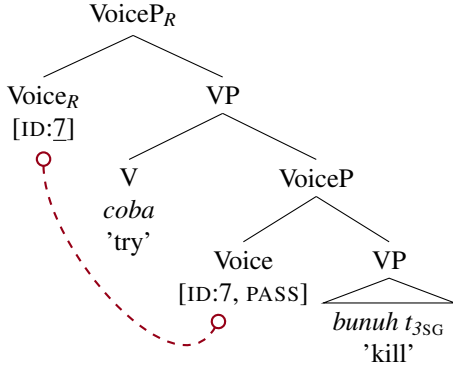 VoiceP_R
Voice_R VP
[ID:7]
V VoiceP
coba
'try' Voice VP
[ID:7, PASS]
bunuh t_3SG
'kill'